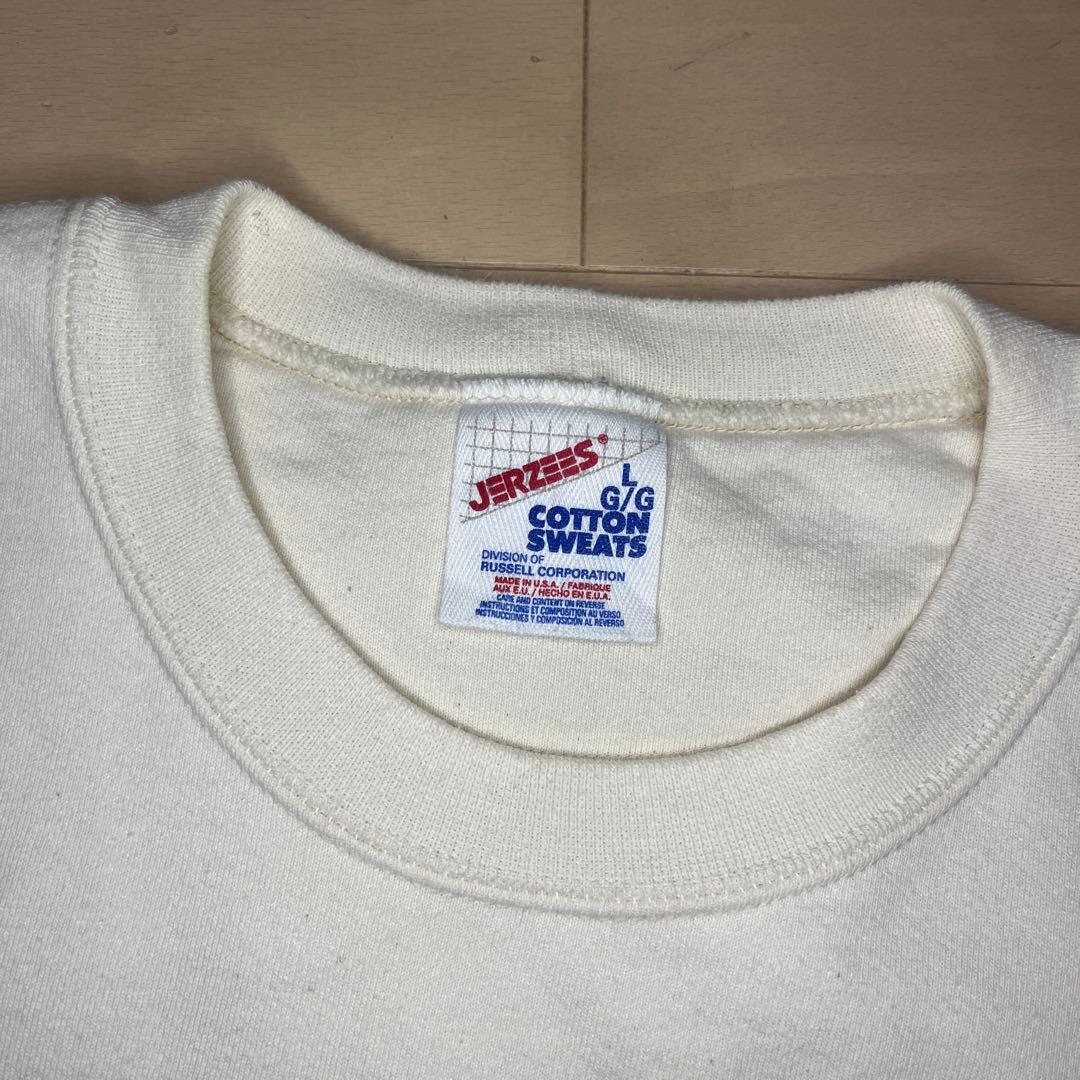 JERZEES®
L
G/G
COTTON
SWEATS
DIVISION OF
RUSSELL CORPORATION
MADE IN U.S.A. / FABRIQUE
AUX E.U. / HECHO EN E.U.A.
CARE AND CONTENT ON REVERSE
INSTRUCTIONS ET COMPOSITION AU VERSO
INSTRUCCIONES Y COMPOSICIÓN AL REVERSO